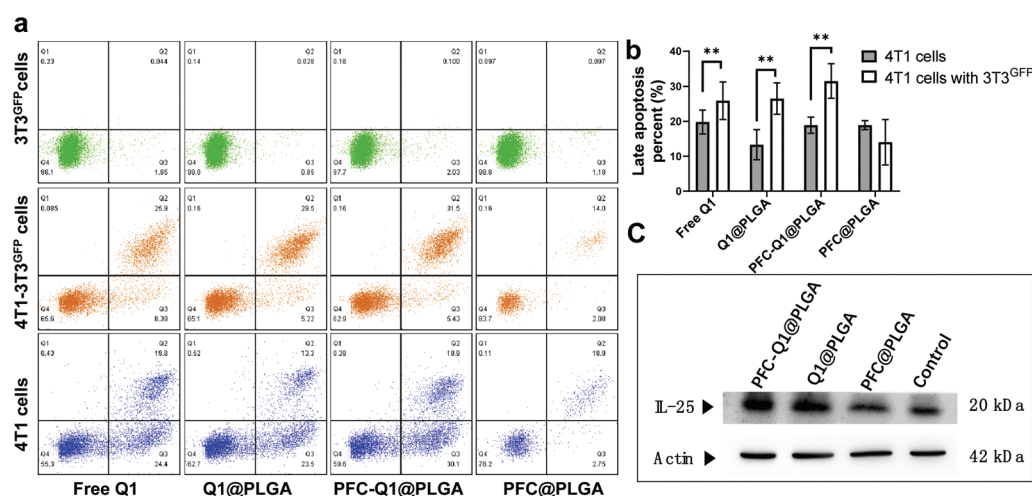 a
3T3GFP cells
Q1
0.23
Q2
0.044
Q4
98.1
Q3
1.65
Q1
0.14
Q2
0.028
Q4
Q3
0.65
Q1
0.16
Q2
0.100
Q4
97.7
Q3
2.03
Q1
0.097
Q2
0.097
Q4
98.6
Q3
1.18
4T1-3T3GFP cells
Q1
0.085
Q2
25.9
Q4
65.6
Q3
8.39
Q1
0.16
Q2
29.5
Q4
65.1
Q3
5.22
Q1
0.16
Q2
31.5
Q4
62.9
Q3
5.43
Q1
0.16
Q2
14.0
Q4
83.7
Q3
2.08
4T1 cells
Q1
0.43
Q2
19.8
Q4
55.3
Q3
24.4
Q1
0.52
Q2
13.3
Q4
62.7
Q3
23.5
Q1
0.38
Q2
18.9
Q4
50.6
Q3
30.1
Q1
0.11
Q2
18.9
Q4
78.2
Q3
2.75
Free Q1
Q1@PLGA
PFC-Q1@PLGA
PFC@PLGA
b
Late apoptosis
percent (%)
40
30
20
10
0
**
**
**
4T1 cells
4T1 cells with 3T3GFP
Free Q1
Q1@PLGA
PFC-Q1@PLGA
PFC@PLGA
C
PFC-Q1@PLGA
Q1@PLGA
PFC@PLGA
Control
IL-25
20 kDa
Actin
42 kDa